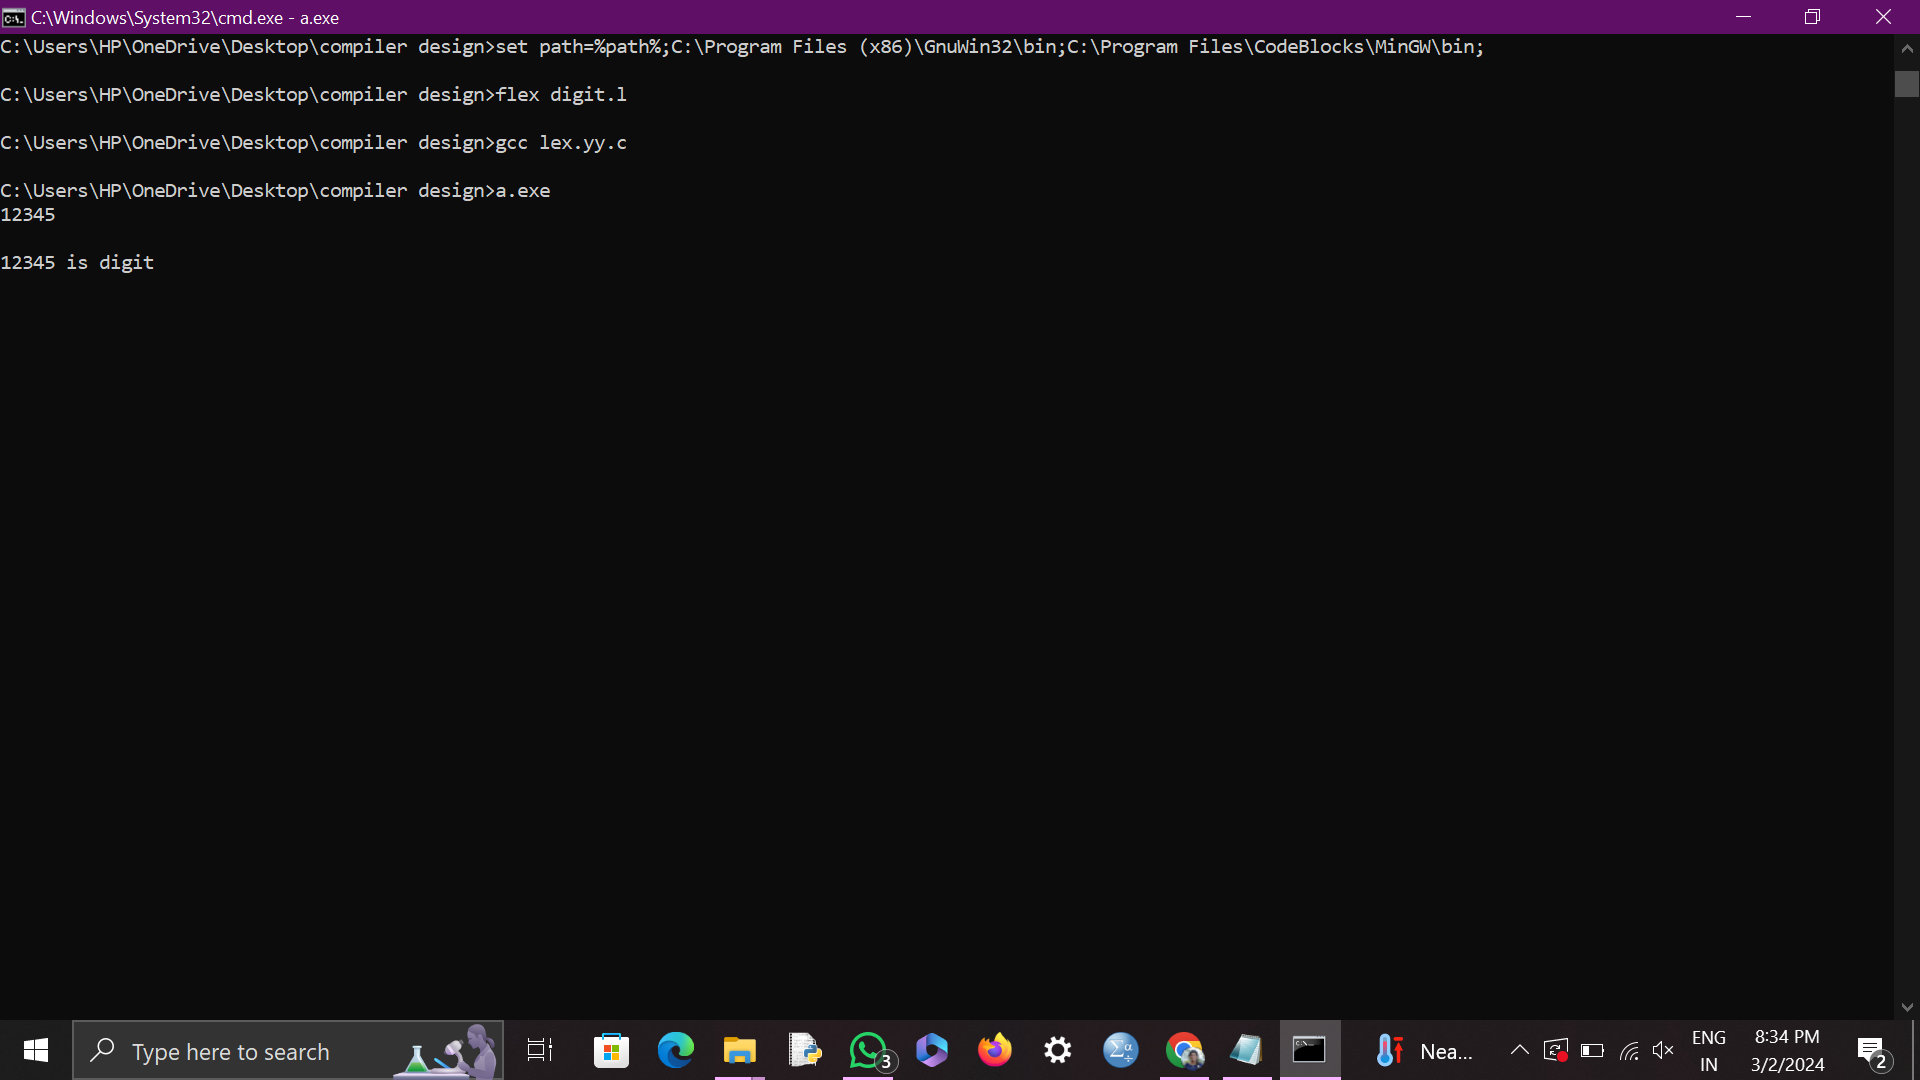 C:\Windows\System32\cmd.exe - a.exe
C:\Users\HP\OneDrive\Desktop\compiler design>set path=%path%;C:\Program Files (x86)\GnuWin32\bin;C:\Program Files\CodeBlocks\MinGW\bin;
C:\Users\HP\OneDrive\Desktop\compiler design>flex digit.l
C:\Users\HP\OneDrive\Desktop\compiler design>gcc lex.yy.c
C:\Users\HP\OneDrive\Desktop\compiler design>a.exe
12345
12345 is digit
Type here to search
3
Nea...
ENG
IN
8:34 PM
3/2/2024
2